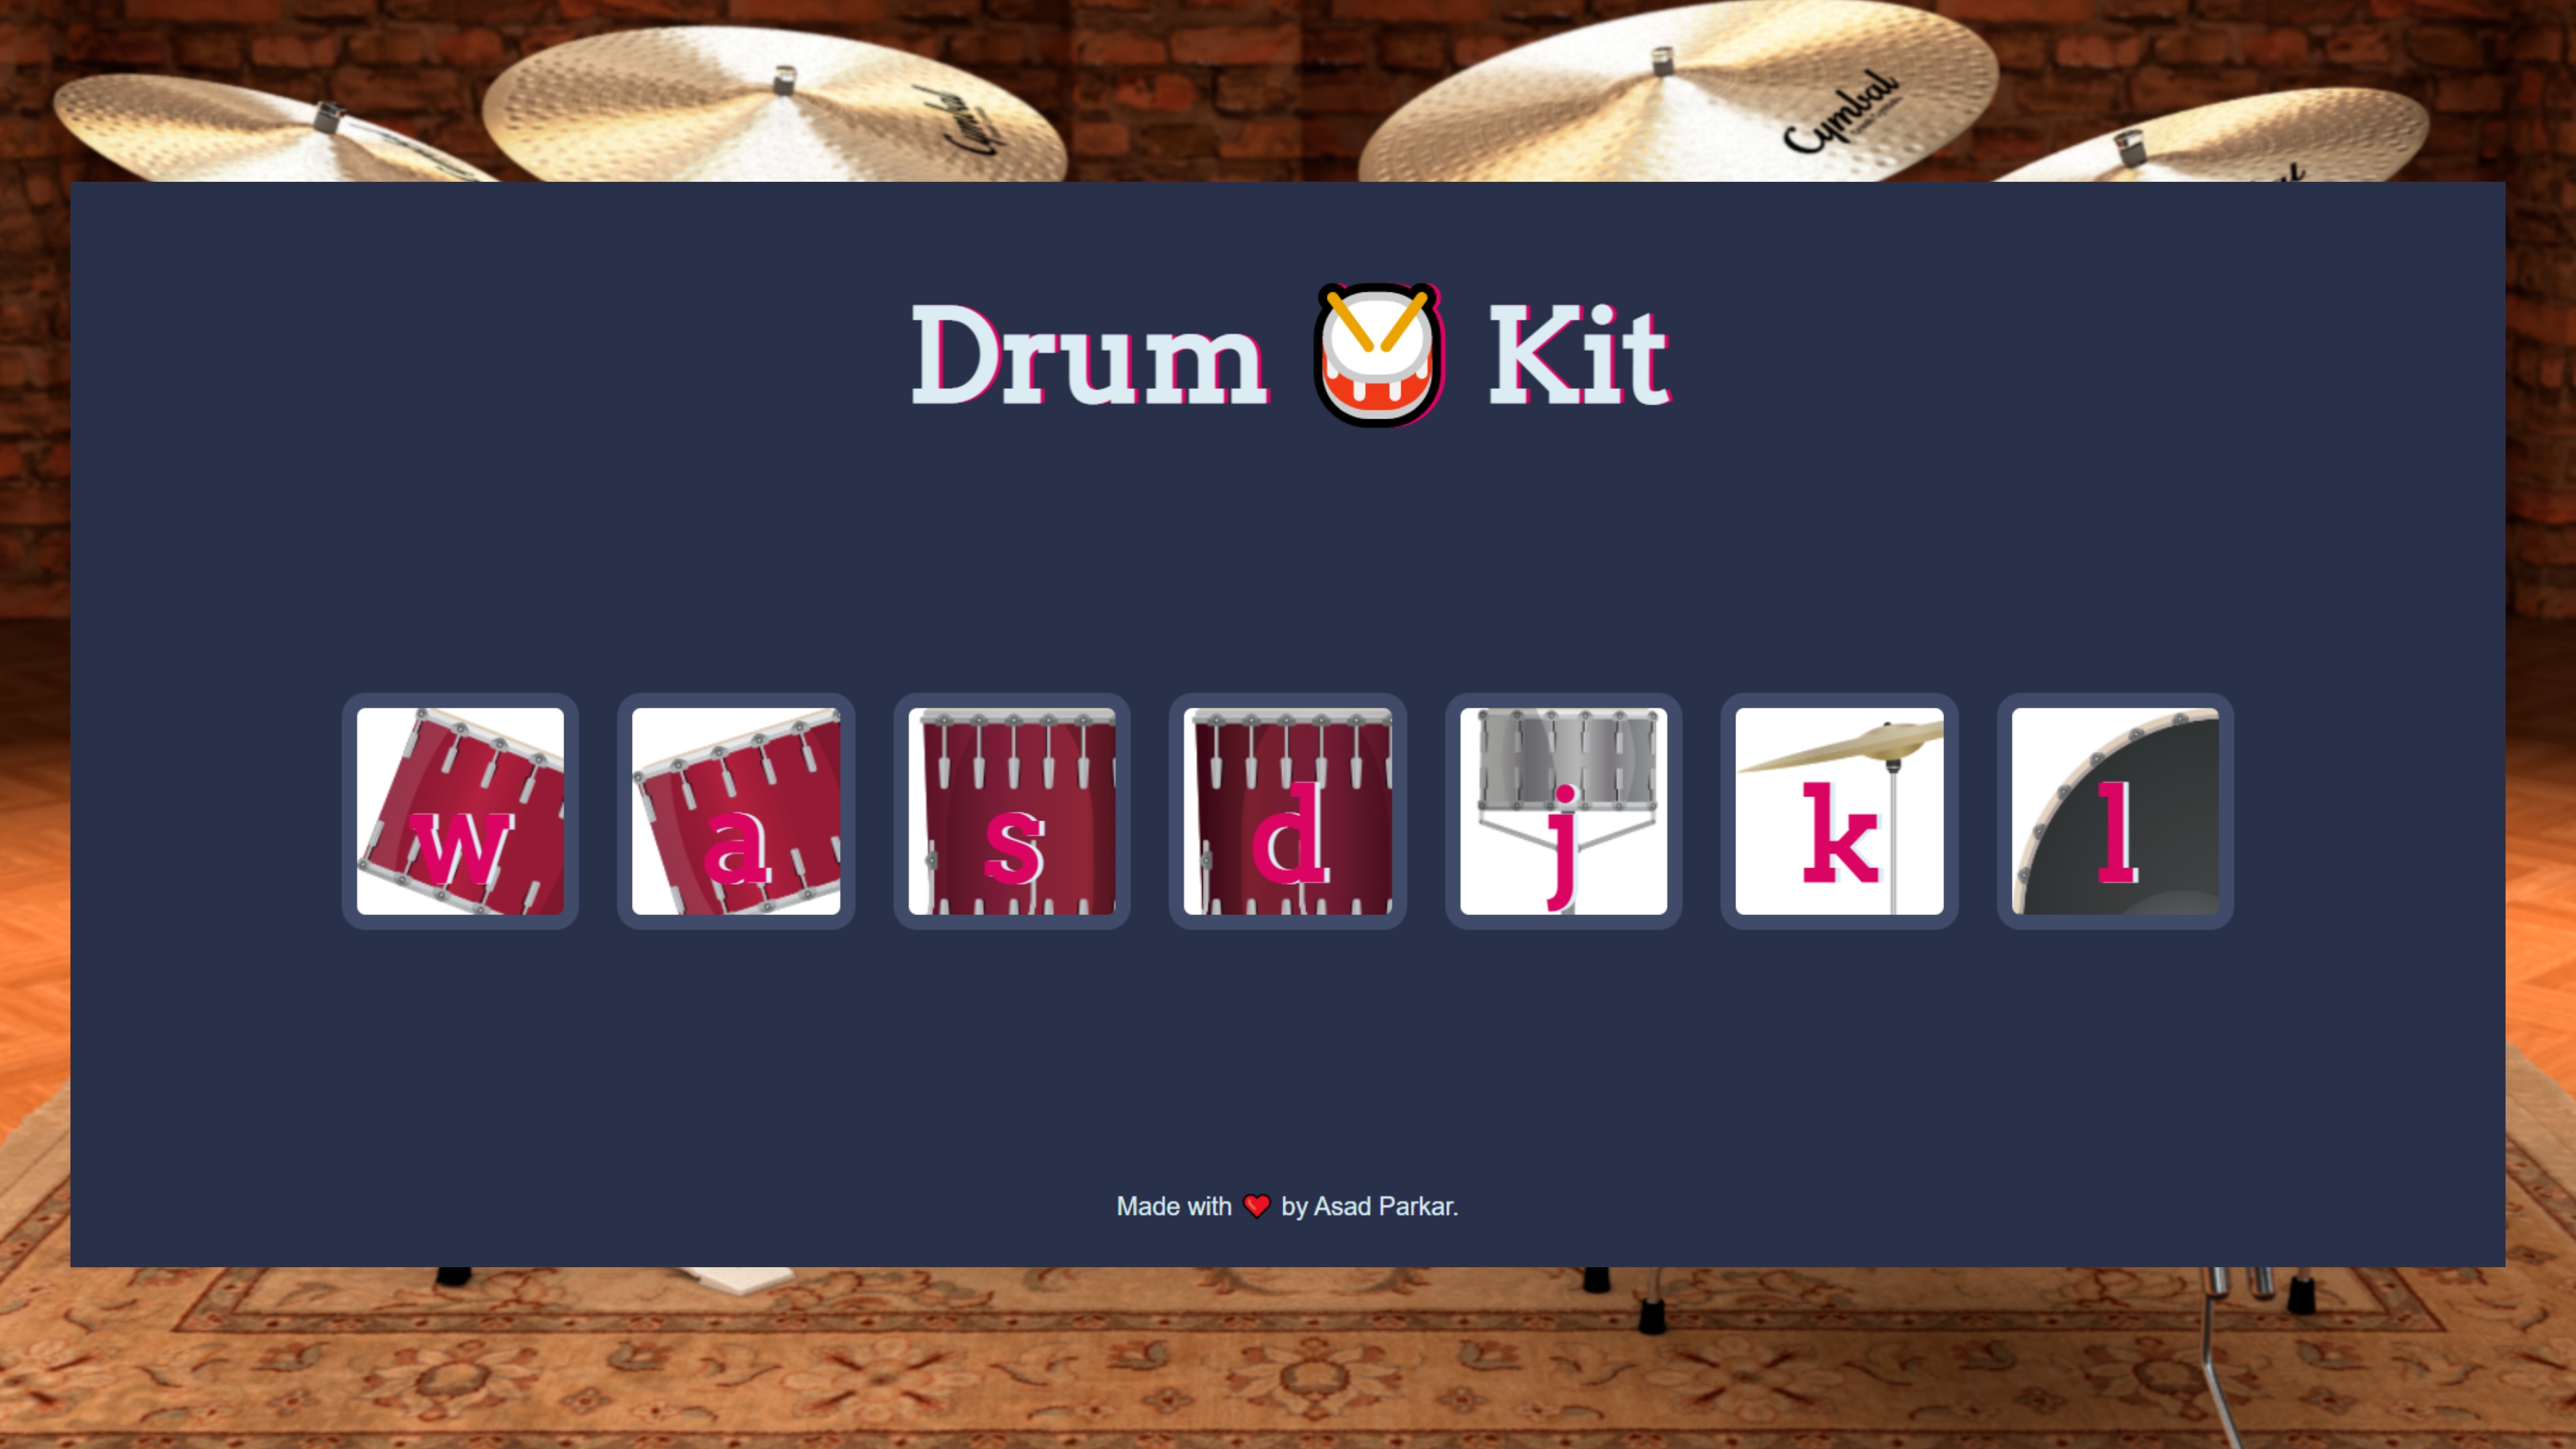 Cymbal
Cymbal
Drum 🥁 Kit
w a s d j k l
Made with ❤️ by Asad Parkar.